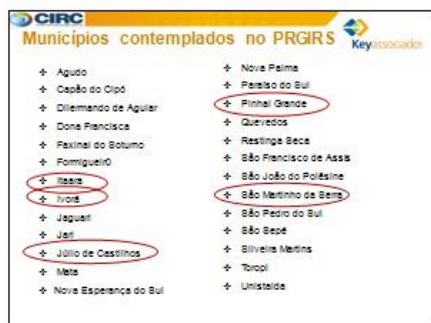 CIRC
Municípios contemplados no PRGIRS
Keyassociados
Agudo
Capão do Cipó
Dilermando de Aguiar
Dona Francisca
Faxinal do Soturno
Formigueir0
Itaara
Ivorá
Jaguari
Jari
Júlio de Castilhos
Mata
Nova Esperança do Sul
Nova Palma
Paraíso do Sul
Pinhal Grande
Quevedos
Restinga Seca
São Francisco de Assis
São João do Polêsine
São Martinho da Serra
São Pedro do Sul
São Sepé
Silveira Martins
Toropi
Unistalda